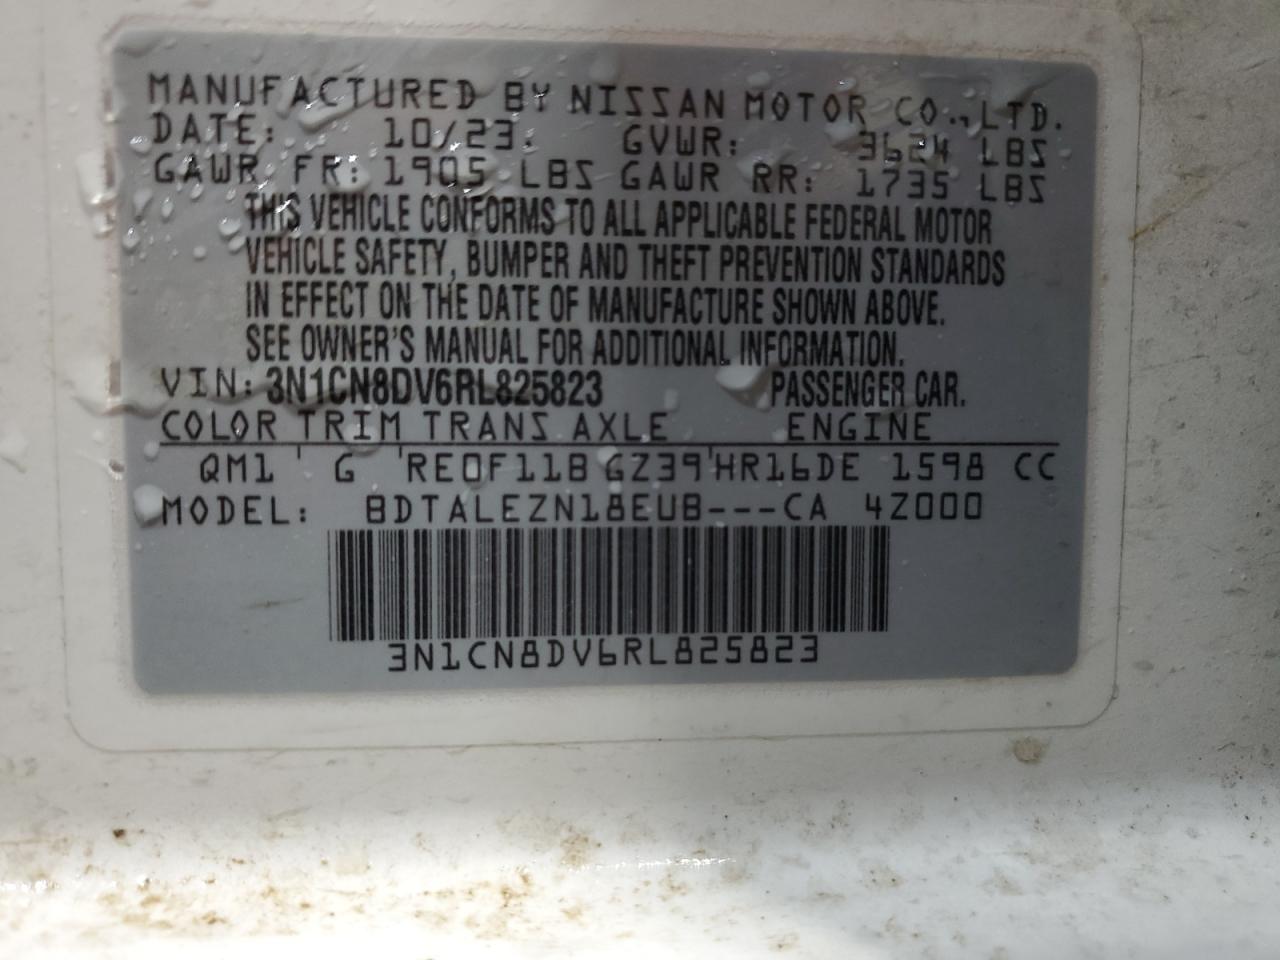 MANUFACTURED BY NISSAN MOTOR CO., LTD.
DATE: 10/23. GVWR: 3624 LBS
GAWR FR: 1905 LBS GAWR RR: 1735 LBS
THIS VEHICLE CONFORMS TO ALL APPLICABLE FEDERAL MOTOR
VEHICLE SAFETY, BUMPER AND THEFT PREVENTION STANDARDS
IN EFFECT ON THE DATE OF MANUFACTURE SHOWN ABOVE.
SEE OWNER'S MANUAL FOR ADDITIONAL INFORMATION.
VIN: 3N1CN8DV6RL825823 PASSENGER CAR.
COLOR TRIM TRANS AXLE ENGINE
QM1 ' G 'RE0F11B GZ39'HR16DE 1598 CC
MODEL: BDTALEZN18EUB---CA 4Z000
3N1CN8DV6RL825823